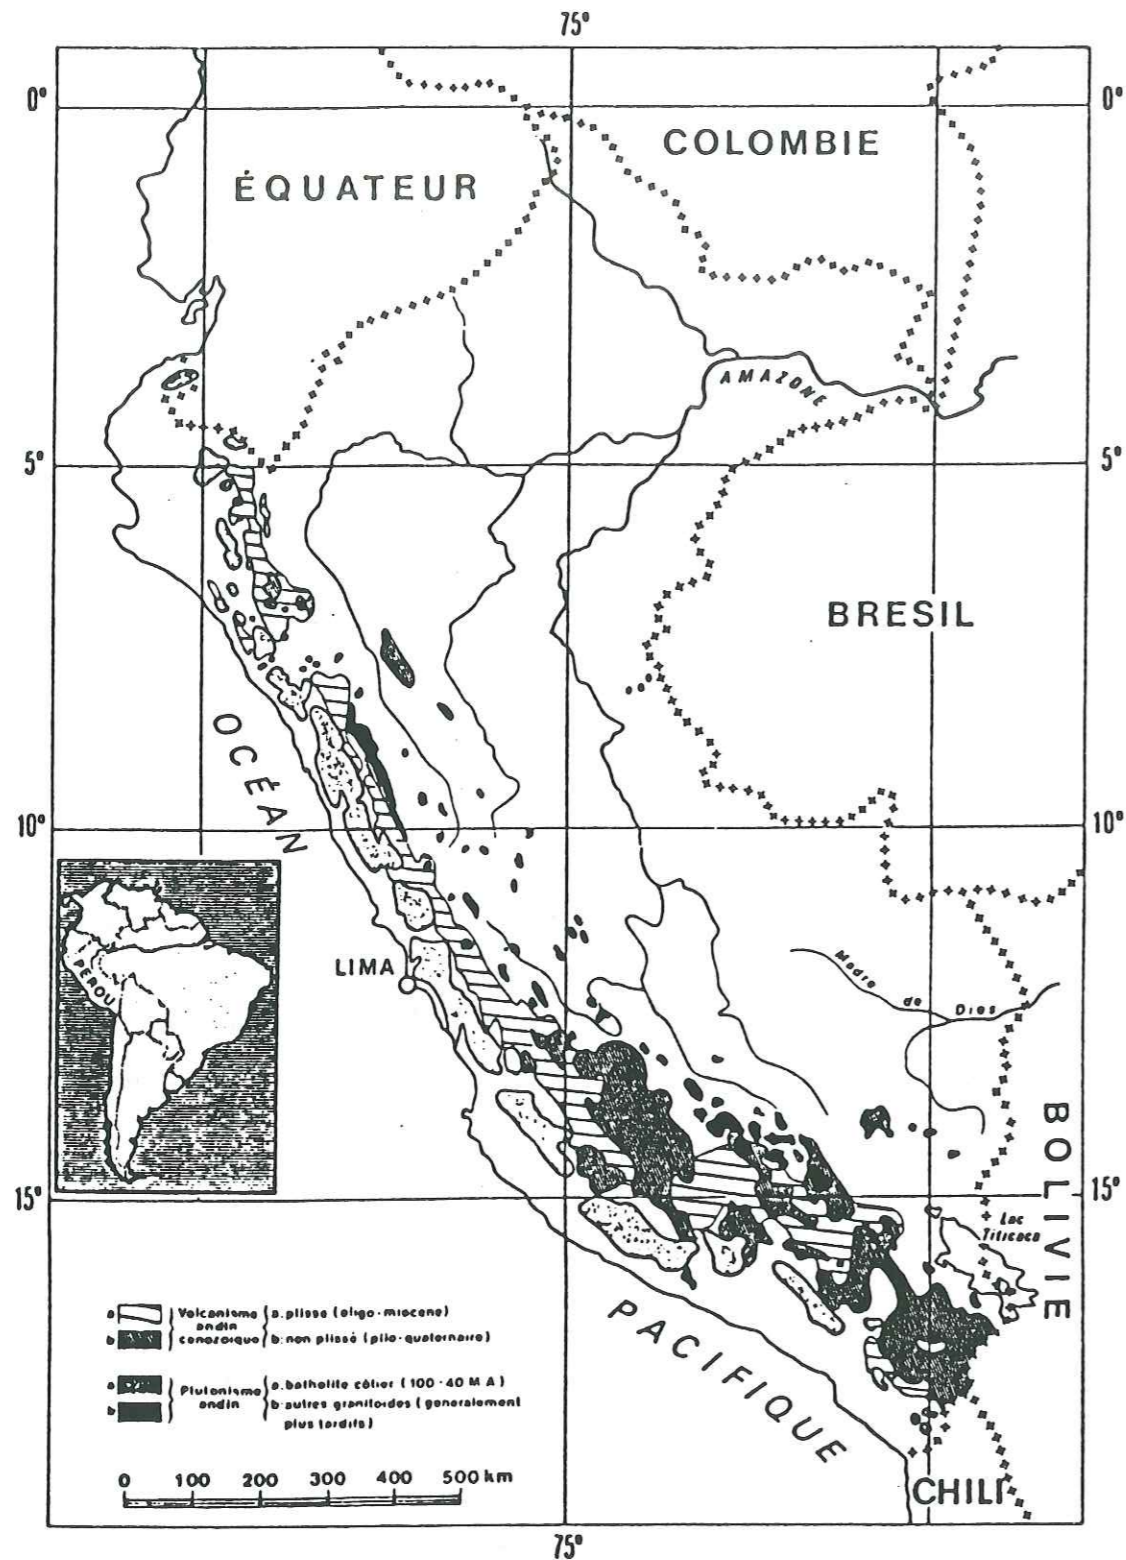 75°
0°
0°
COLOMBIE
ÉQUATEUR
AMAZONE
5°
5°
BRESIL
OCÉAN
10°
10°
PEROU
LIMA
Madre de Dios
BOLIVIE
15°
15°
Lac
Titicaca
PACIFIQUE
a
Volcanisme
andin
cenozoique
a. plisse (oligo-miocene)
b
b: non plissé (plio-quaternaire)
a
Plutonisme
andin
a. batholite côtier (100-40 M A)
b
b: autres granitoides (generalement
plus tardifs)
0 100 200 300 400 500 km
CHILI
75°